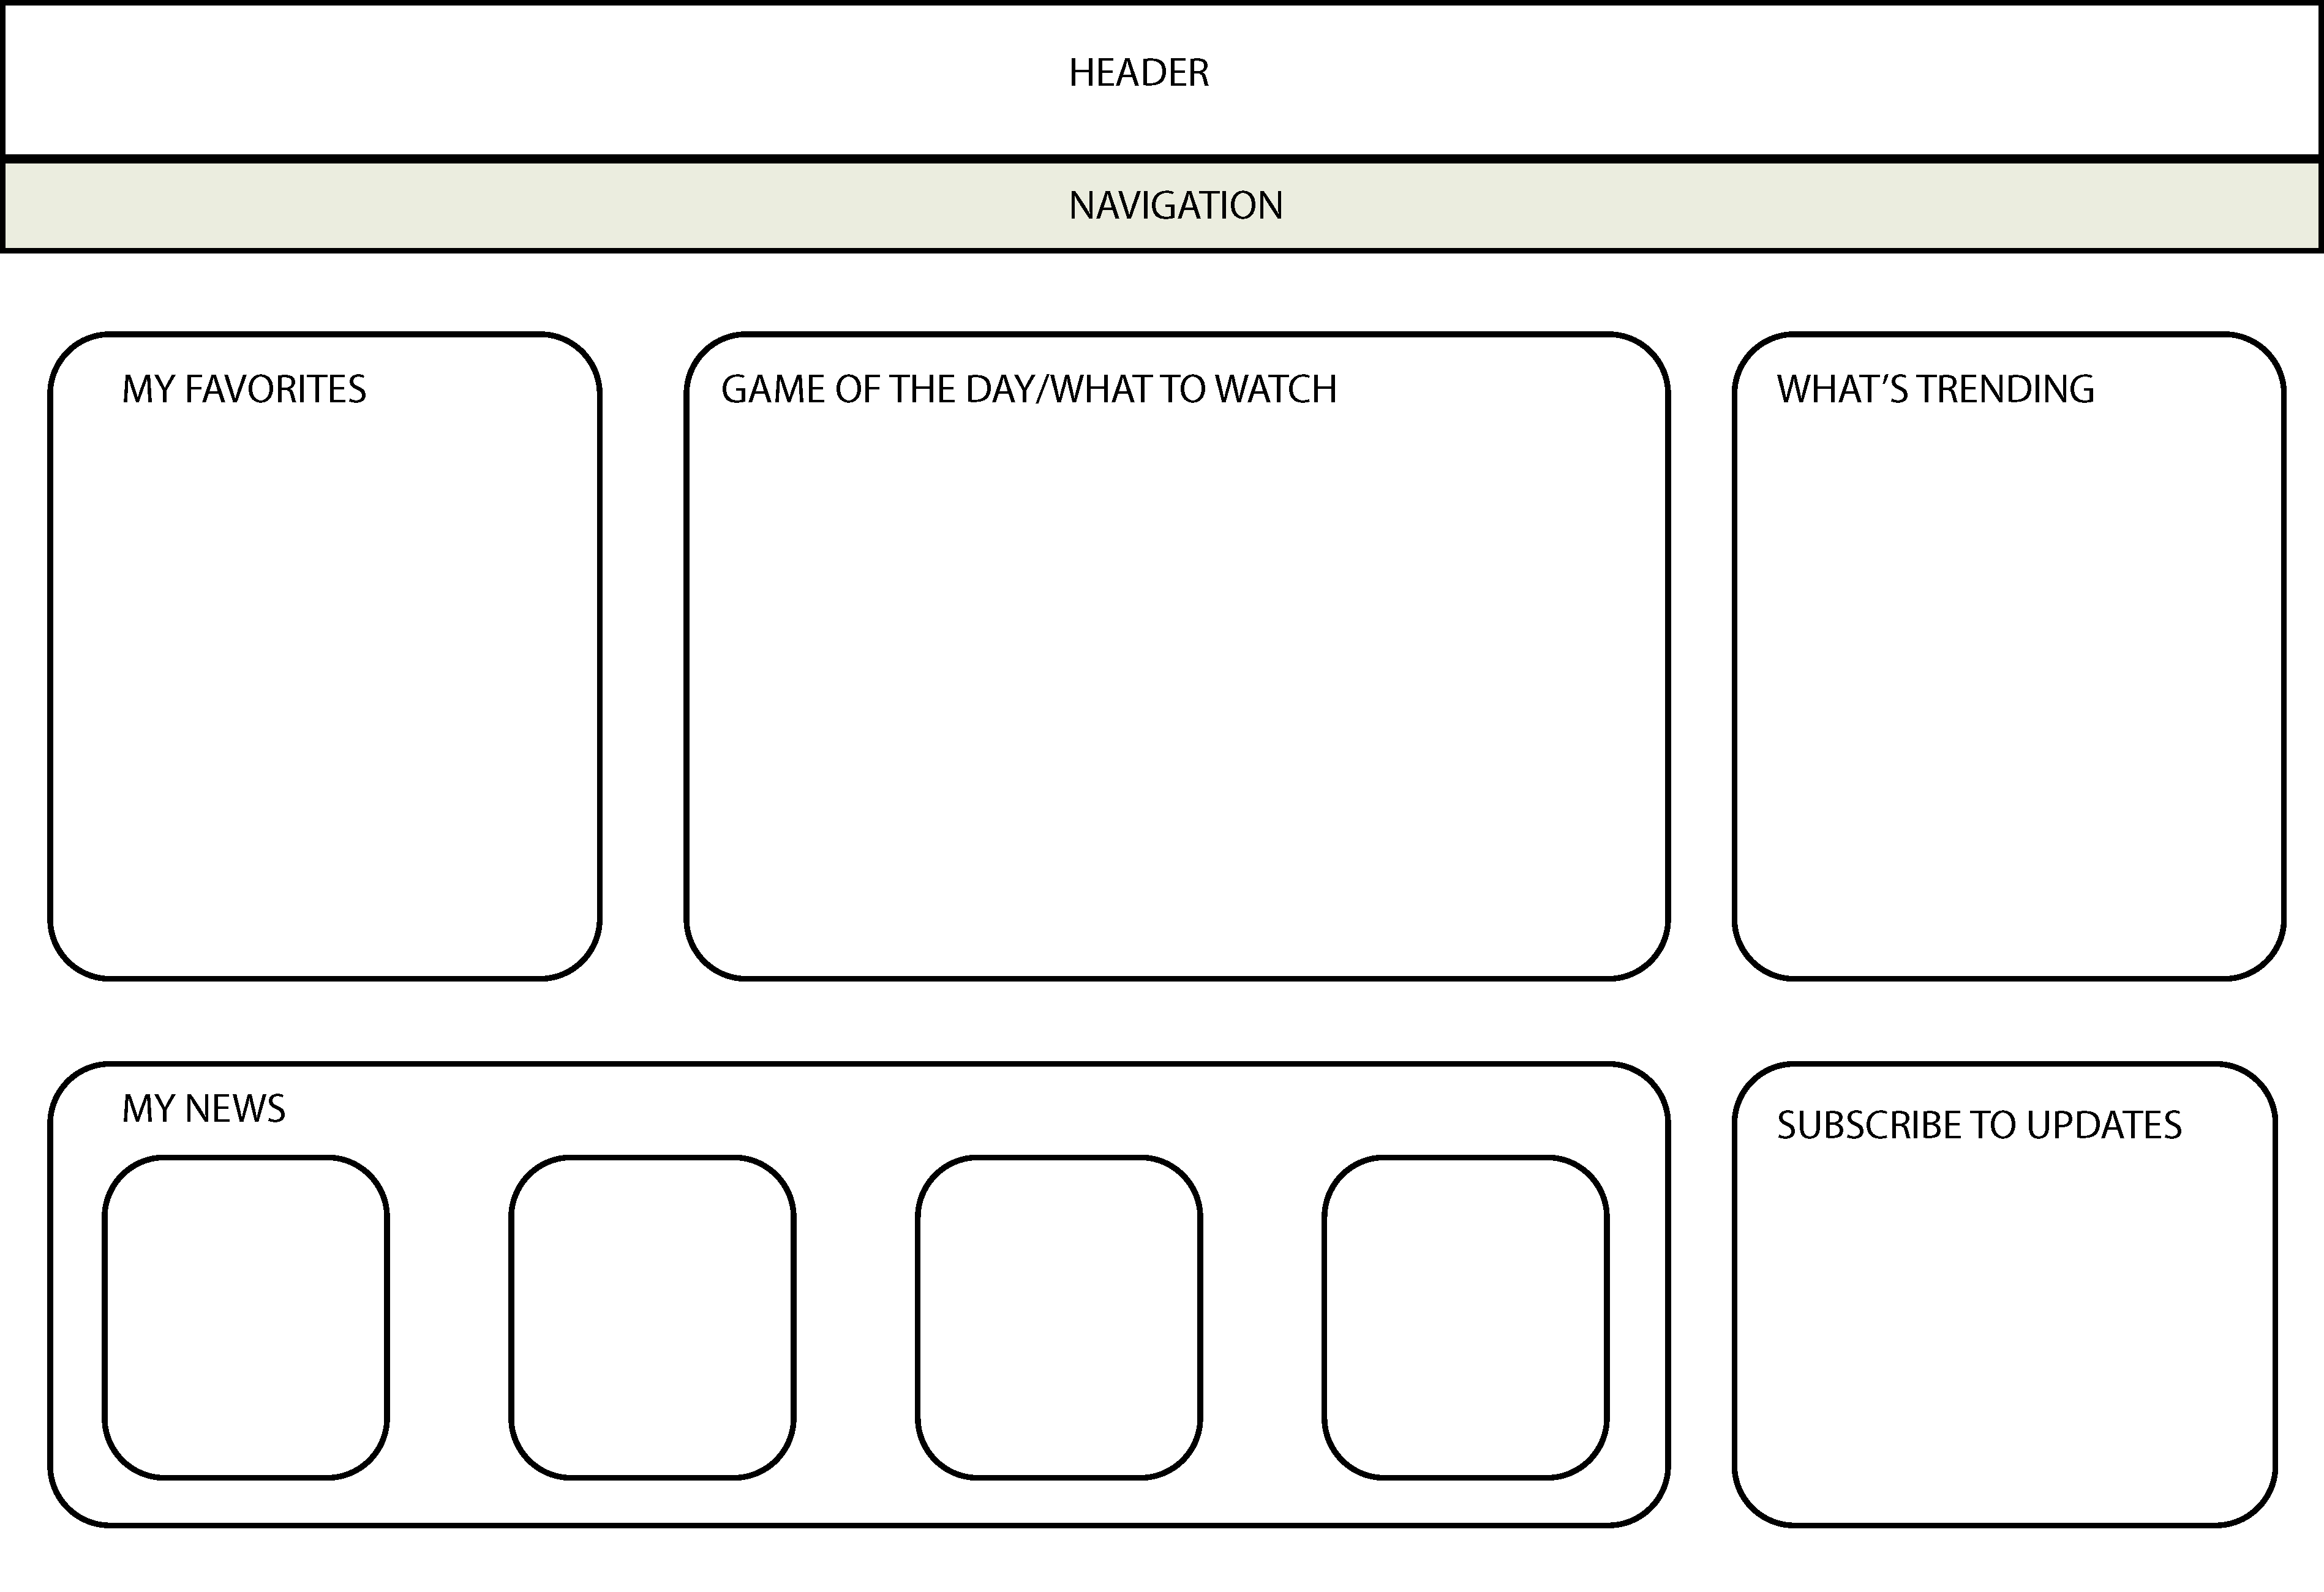 HEADER
NAVIGATION
MY FAVORITES
GAME OF THE DAY/WHAT TO WATCH
WHAT’S TRENDING
MY NEWS
SUBSCRIBE TO UPDATES